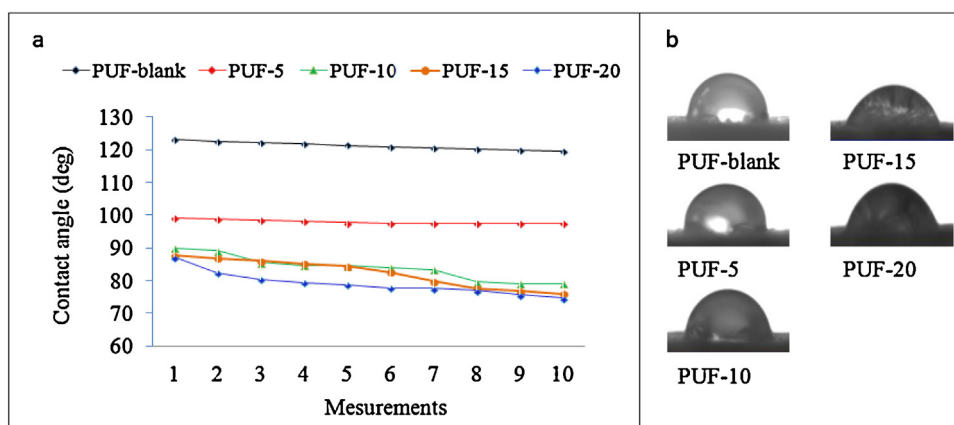 a
PUF-blank PUF-5 PUF-10 PUF-15 PUF-20
Contact angle (deg)
130
120
110
100
90
80
70
60
1 2 3 4 5 6 7 8 9 10
Mesurements
b
PUF-blank PUF-15
PUF-5 PUF-20
PUF-10